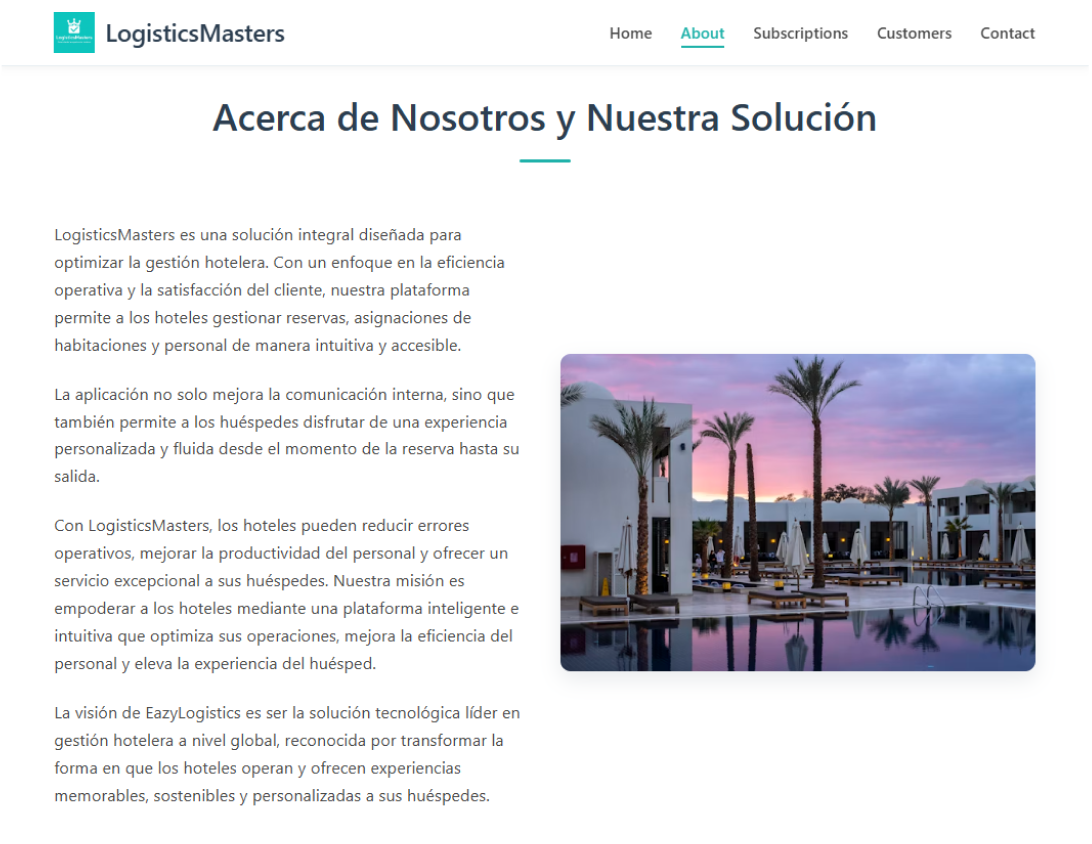 LogisticsMasters
Home
About
Subscriptions
Customers
Contact
Acerca de Nosotros y Nuestra Solución
LogisticsMasters es una solución integral diseñada para
optimizar la gestión hotelera. Con un enfoque en la eficiencia
operativa y la satisfacción del cliente, nuestra plataforma
permite a los hoteles gestionar reservas, asignaciones de
habitaciones y personal de manera intuitiva y accesible.
La aplicación no solo mejora la comunicación interna, sino que
también permite a los huéspedes disfrutar de una experiencia
personalizada y fluida desde el momento de la reserva hasta su
salida.
Con LogisticsMasters, los hoteles pueden reducir errores
operativos, mejorar la productividad del personal y ofrecer un
servicio excepcional a sus huéspedes. Nuestra misión es
empoderar a los hoteles mediante una plataforma inteligente e
intuitiva que optimiza sus operaciones, mejora la eficiencia del
personal y eleva la experiencia del huésped.
La visión de EazyLogistics es ser la solución tecnológica líder en
gestión hotelera a nivel global, reconocida por transformar la
forma en que los hoteles operan y ofrecen experiencias
memorables, sostenibles y personalizadas a sus huéspedes.